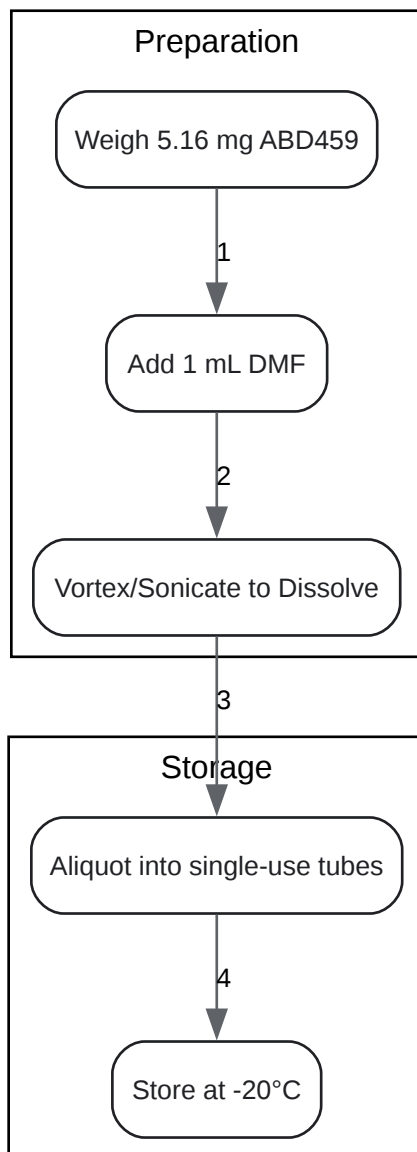 Preparation
Weigh 5.16 mg ABD459
1
Add 1 mL DMF
2
Vortex/Sonicate to Dissolve
3
Storage
Aliquot into single-use tubes
4
Store at -20°C